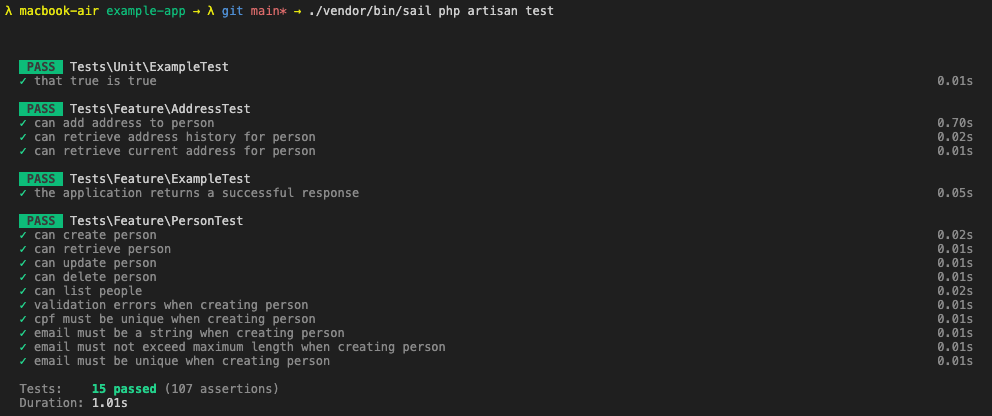 λ macbook-air example-app → λ git main* → ./vendor/bin/sail php artisan test
PASS Tests\Unit\ExampleTest
✓ that true is true 0.01s
PASS Tests\Feature\AddressTest
✓ can add address to person 0.70s
✓ can retrieve address history for person 0.02s
✓ can retrieve current address for person 0.01s
PASS Tests\Feature\ExampleTest
✓ the application returns a successful response 0.05s
PASS Tests\Feature\PersonTest
✓ can create person 0.02s
✓ can retrieve person 0.01s
✓ can update person 0.01s
✓ can delete person 0.01s
✓ can list people 0.02s
✓ validation errors when creating person 0.01s
✓ cpf must be unique when creating person 0.01s
✓ email must be a string when creating person 0.01s
✓ email must not exceed maximum length when creating person 0.01s
✓ email must be unique when creating person 0.01s
Tests: 15 passed (107 assertions)
Duration: 1.01s